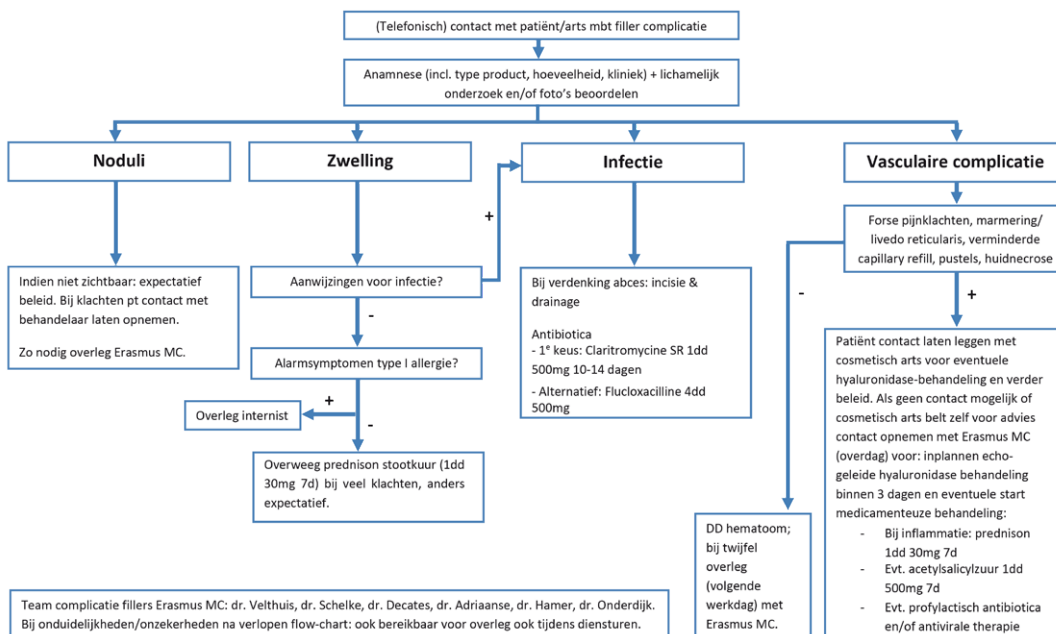 (Telefonisch) contact met patiënt/arts mbt filler complicatie
Anamnese (incl. type product, hoeveelheid, kliniek) + lichamelijk
onderzoek en/of foto's beoordelen
Noduli
Zwelling
Infectie
Vasculaire complicatie
Indien niet zichtbaar: expectatief
beleid. Bij klachten pt contact met
behandelaar laten opnemen.
Zo nodig overleg Erasmus MC.
Aanwijzingen voor infectie?
+
-
Alarmsymptomen type I allergie?
+
Overleg internist
-
Overweeg prednison stootkuur (1dd
30mg 7d) bij veel klachten, anders
expectatief.
Bij verdenking abces: incisie &
drainage
Antibiotica
- 1e keus: Claritromycine SR 1dd
500mg 10-14 dagen
- Alternatief: Flucloxacilline 4dd
500mg
Forse pijnklachten, marmering/
livedo reticularis, verminderde
capillary refill, pustels, huidnecrose
-
+
DD hematoom;
bij twijfel
overleg
(volgende
werkdag) met
Erasmus MC.
Patiënt contact laten leggen met
cosmetisch arts voor eventuele
hyaluronidase-behandeling en verder
beleid. Als geen contact mogelijk of
cosmetisch arts belt zelf voor advies
contact opnemen met Erasmus MC
(overdag) voor: inplannen echo-
geleide hyaluronidase behandeling
binnen 3 dagen en eventuele start
medicamenteuze behandeling:
- Bij inflammatie: prednison
1dd 30mg 7d
- Evt. acetylsalicylzuur 1dd
500mg 7d
- Evt. profylactisch antibiotica
en/of antivirale therapie
Team complicatie fillers Erasmus MC: dr. Velthuis, dr. Schelke, dr. Decates, dr. Adriaanse, dr. Hamer, dr. Onderdijk.
Bij onduidelijkheden/onzekerheden na verlopen flow-chart: ook bereikbaar voor overleg ook tijdens diensturen.